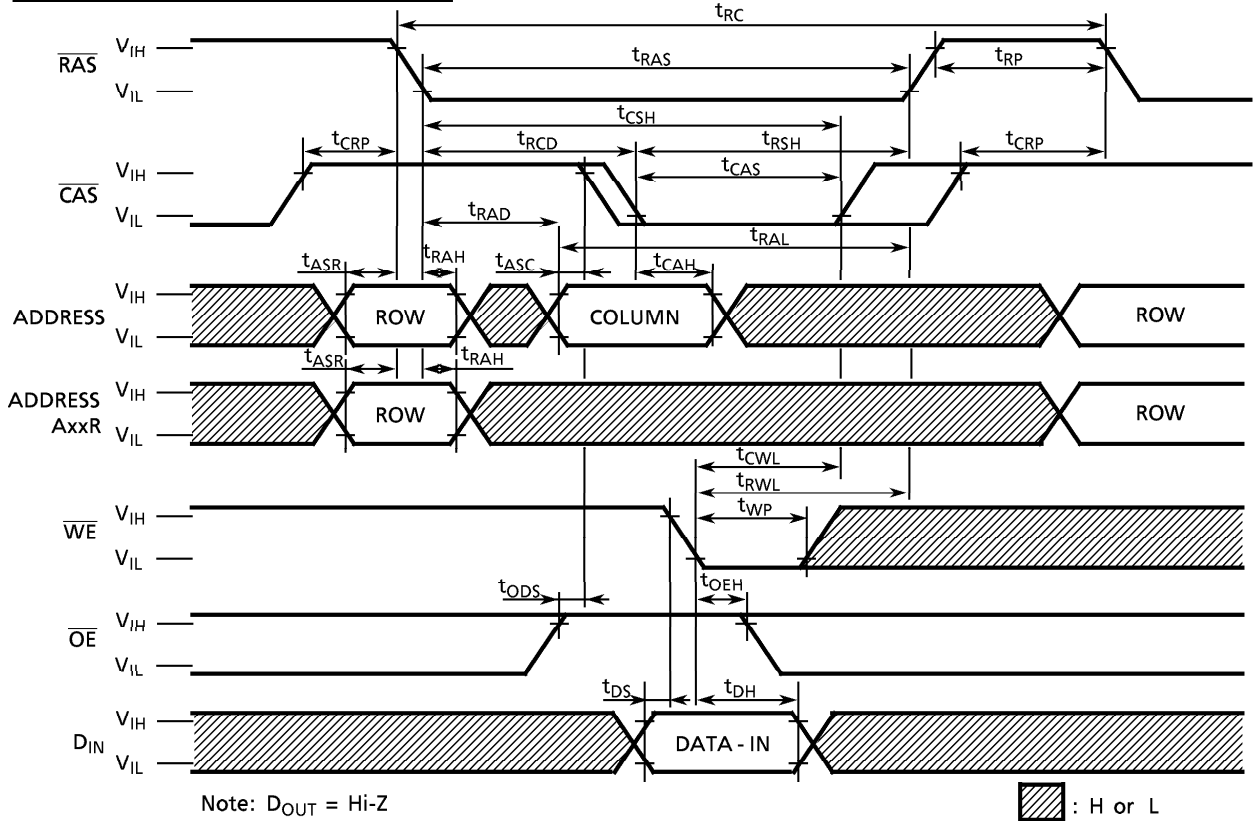 tRC
VIH
RAS
VIL
tRAS
tRP
tCSH
tCRP
tRCD
tRSH
tCRP
VIH
CAS
VIL
tCAS
tRAD
tRAL
tASR
tRAH
tASC
tCAH
VIH
ADDRESS
VIL
ROW
COLUMN
ROW
tASR
tRAH
VIH
ADDRESS
AxxR
VIL
ROW
ROW
tCWL
tRWL
tWP
VIH
WE
VIL
tODS
tOEH
VIH
OE
VIL
tDS
tDH
VIH
DIN
VIL
DATA - IN
Note: DOUT = Hi-Z
: H or L